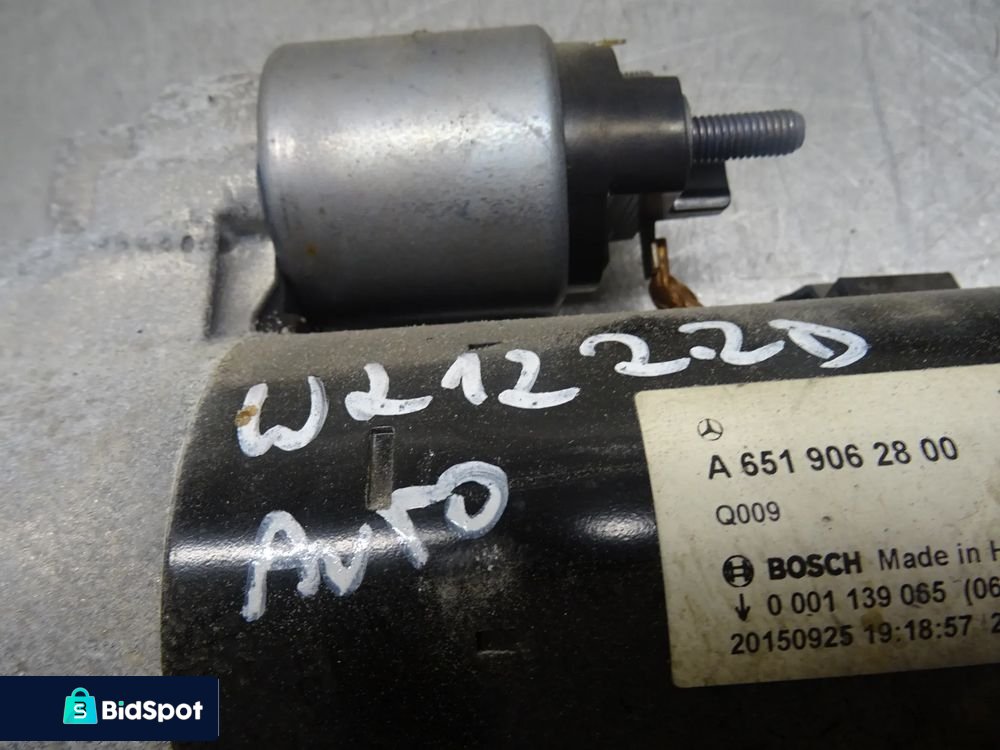 W212 2.2D
AUTO
A 651 906 28 00
Q009
BOSCH Made in H
0 001 139 065 (06
20150925 19:18:57 2
BidSpot